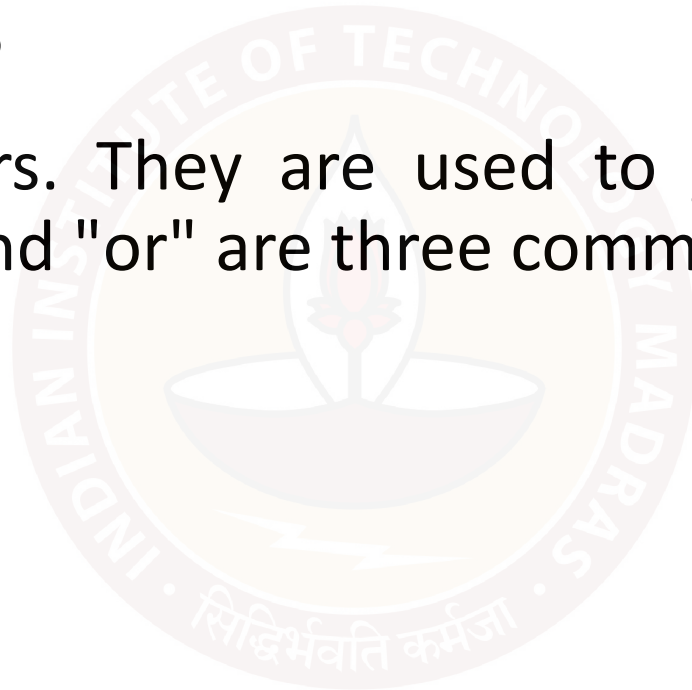 rs. They are used to
nd "or" are three comm
INDIAN INSTITUTE OF TECHNOLOGY MADRAS
सिद्धिर्भवति कर्मजा